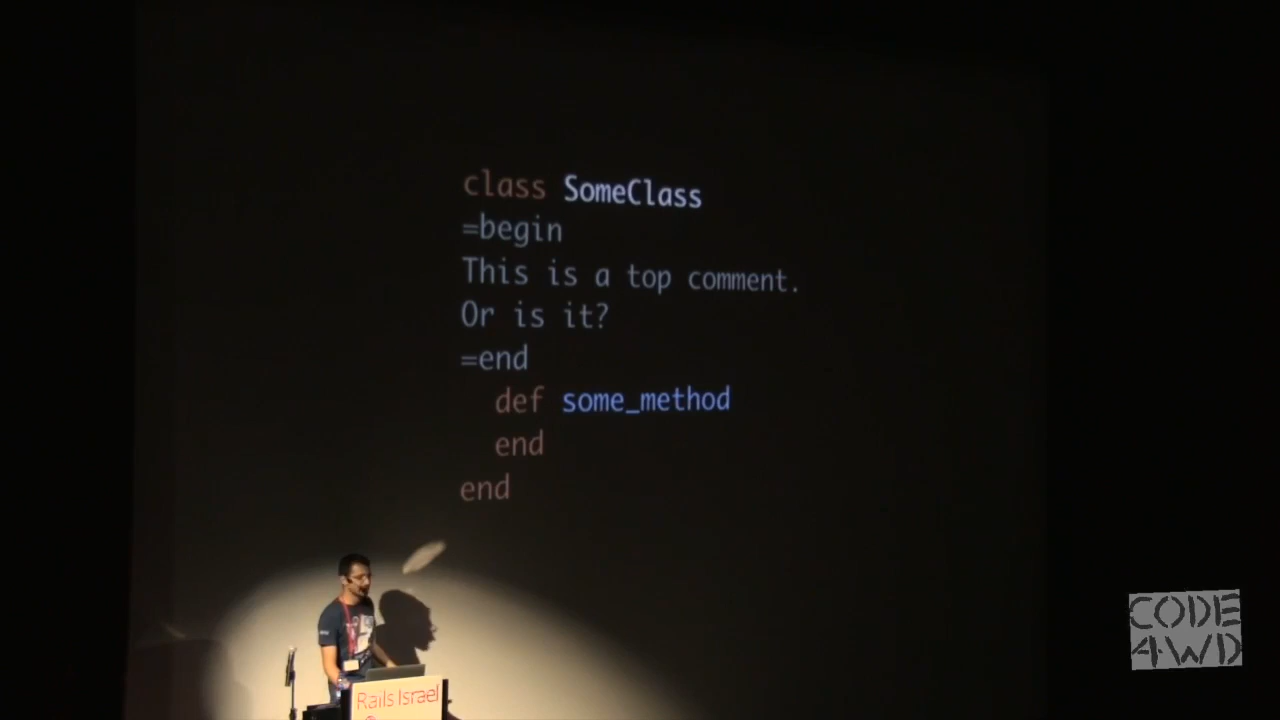 class SomeClass
=begin
This is a top comment.
Or is it?
=end
  def some_method
  end
end
Rails Israel
CODE
4WD